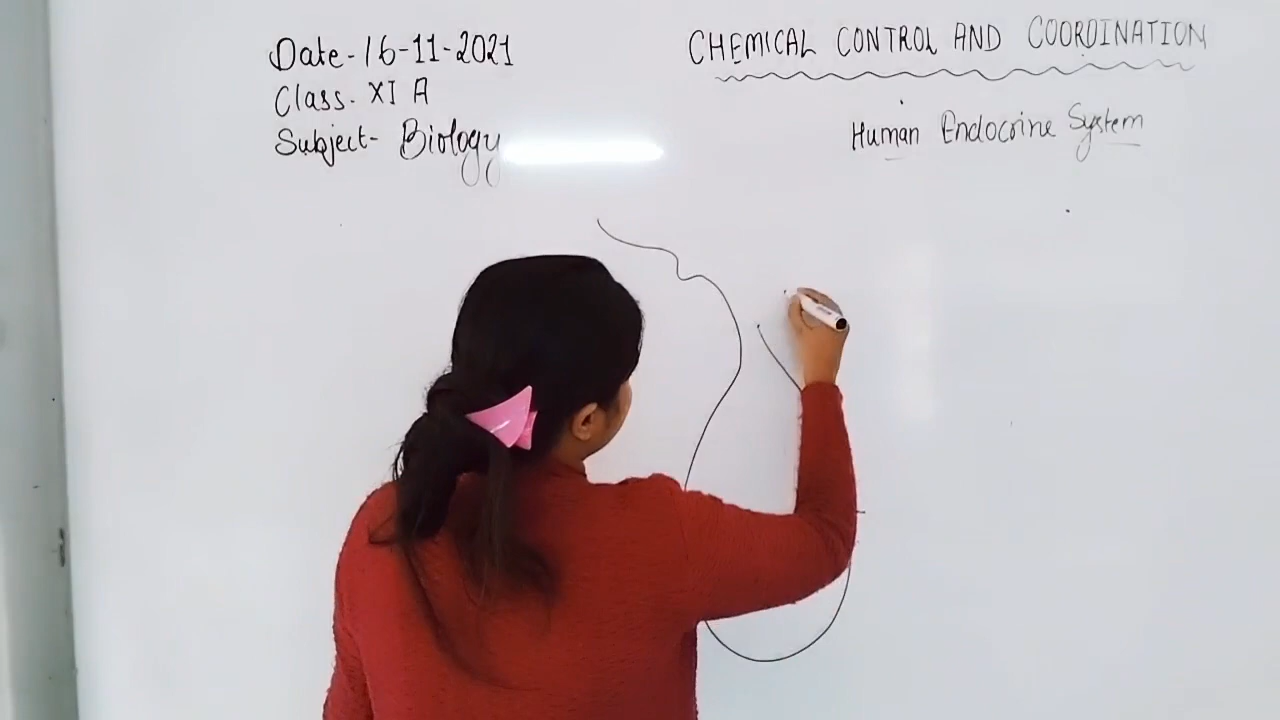 Date-16-11-2021
Class. XI A
Subject- Biology
CHEMICAL CONTROL AND COORDINATION
Human Endocrine System